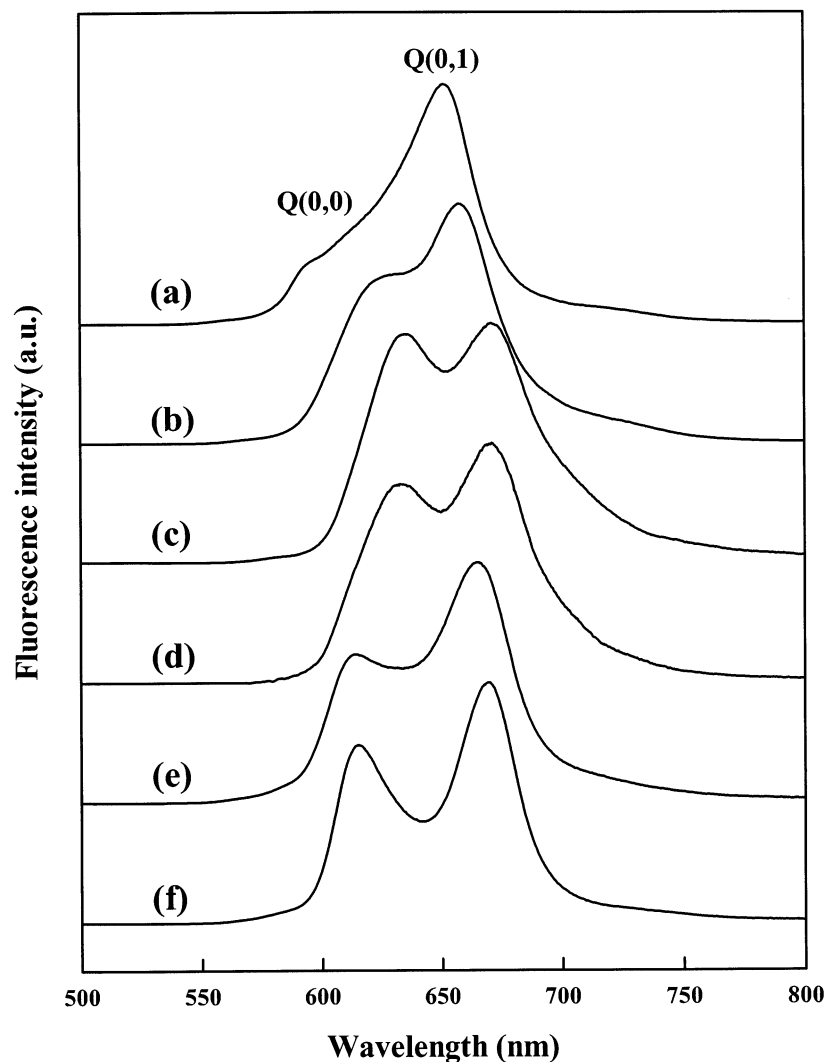 Q(0,1)
Q(0,0)
(a)
(b)
(c)
(d)
(e)
(f)
Fluorescence intensity (a.u.)
500 550 600 650 700 750 800
Wavelength (nm)